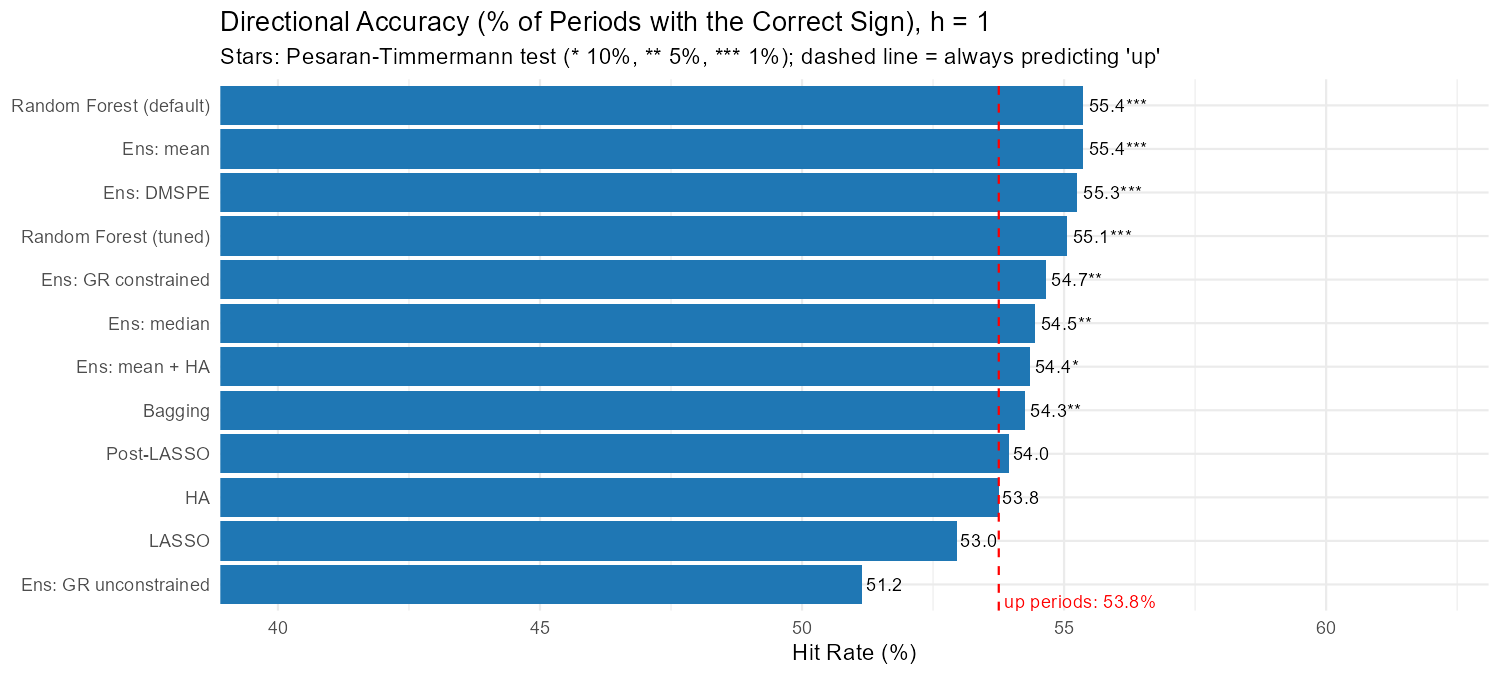 Directional Accuracy (% of Periods with the Correct Sign), h = 1
Stars: Pesaran-Timmermann test (* 10%, ** 5%, *** 1%); dashed line = always predicting 'up'
Random Forest (default) 55.4***
Ens: mean 55.4***
Ens: DMSPE 55.3***
Random Forest (tuned) 55.1***
Ens: GR constrained 54.7**
Ens: median 54.5**
Ens: mean + HA 54.4*
Bagging 54.3**
Post-LASSO 54.0
HA 53.8
LASSO 53.0
Ens: GR unconstrained 51.2
up periods: 53.8%
40 45 50 55 60
Hit Rate (%)